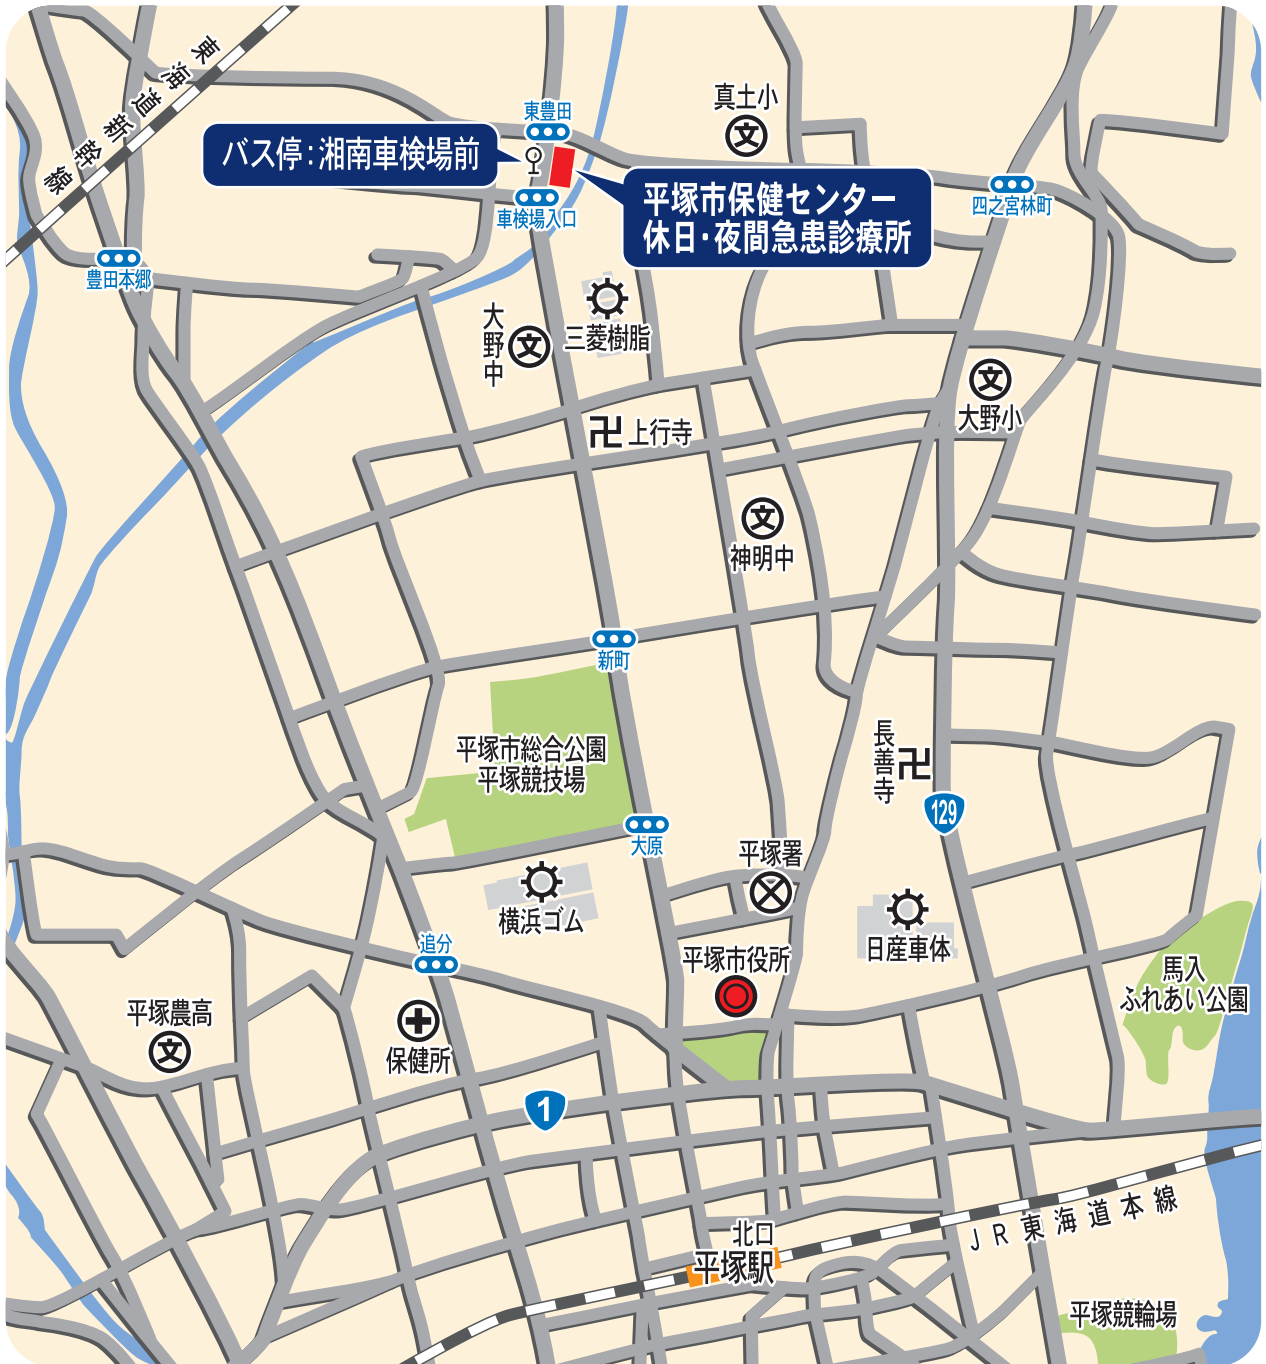 東海道新幹線
東豊田
真土小
バス停:湘南車検場前
平塚市保健センター
休日・夜間急患診療所
車検場入口
四之宮林町
豊田本郷
大野中
三菱樹脂
大野小
上行寺
神明中
新町
平塚市総合公園
平塚競技場
長善寺
129
大原
平塚署
横浜ゴム
追分
平塚市役所
日産車体
馬入
ふれあい公園
平塚農高
保健所
1
JR東海道本線
北口
平塚駅
平塚競輪場